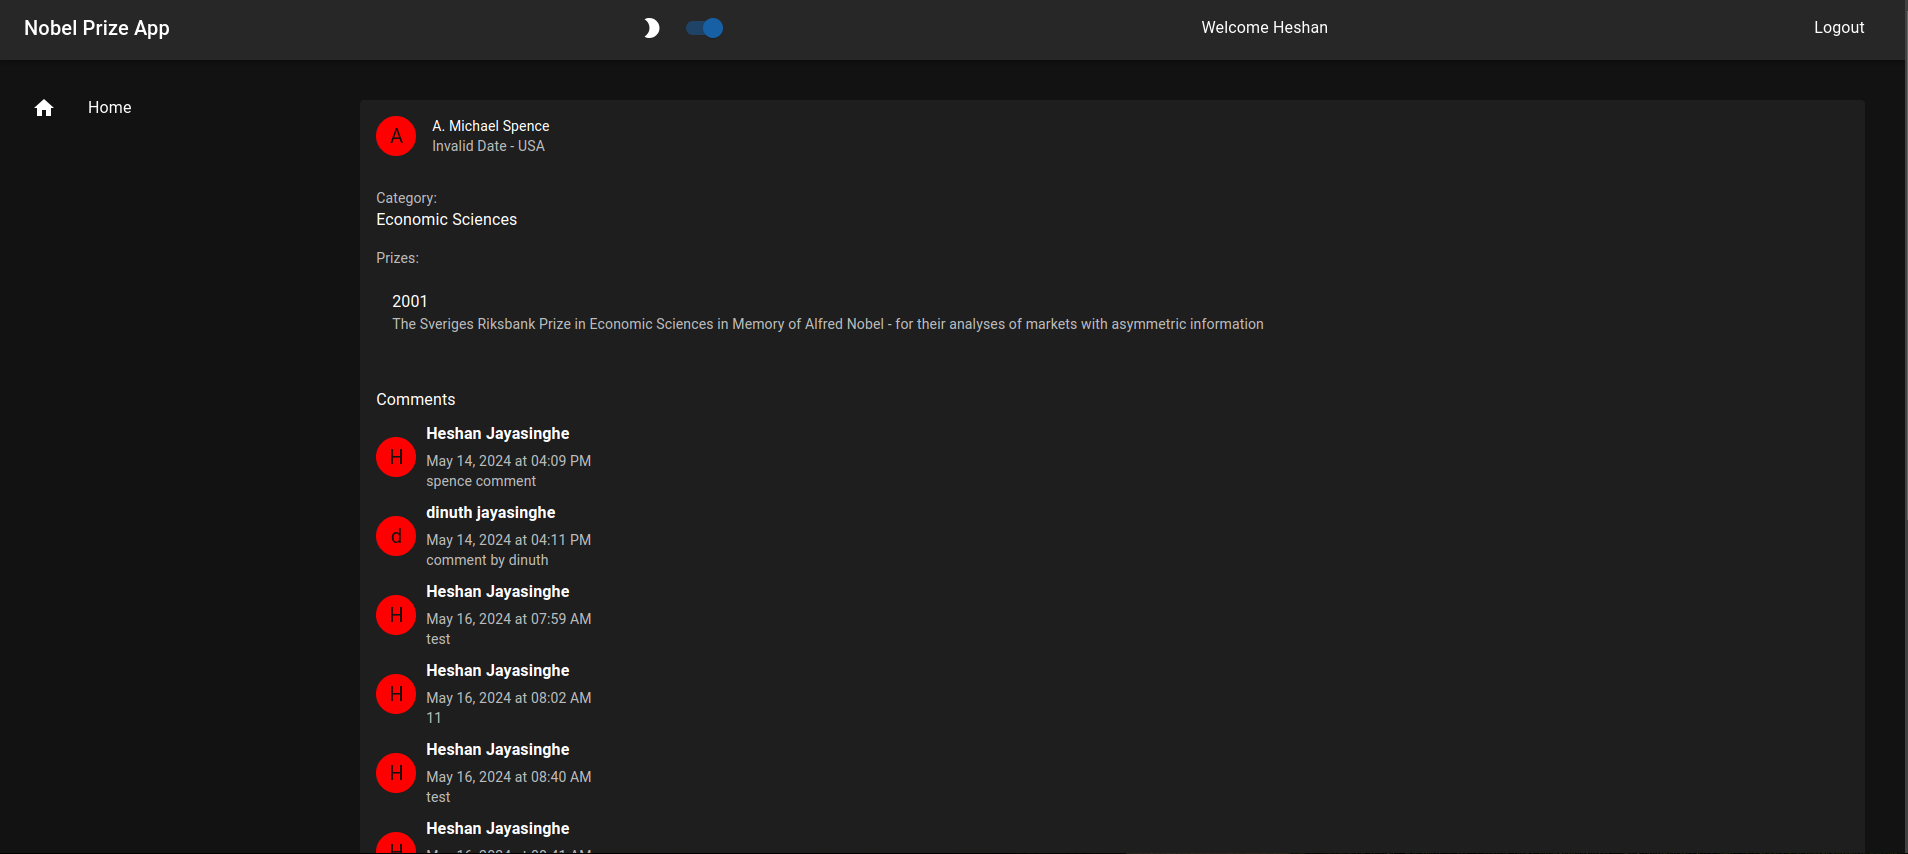 Nobel Prize App
Welcome Heshan
Logout
Home
A
A. Michael Spence
Invalid Date - USA
Category:
Economic Sciences
Prizes:
2001
The Sveriges Riksbank Prize in Economic Sciences in Memory of Alfred Nobel - for their analyses of markets with asymmetric information
Comments
H
Heshan Jayasinghe
May 14, 2024 at 04:09 PM
spence comment
d
dinuth jayasinghe
May 14, 2024 at 04:11 PM
comment by dinuth
H
Heshan Jayasinghe
May 16, 2024 at 07:59 AM
test
H
Heshan Jayasinghe
May 16, 2024 at 08:02 AM
11
H
Heshan Jayasinghe
May 16, 2024 at 08:40 AM
test
H
Heshan Jayasinghe